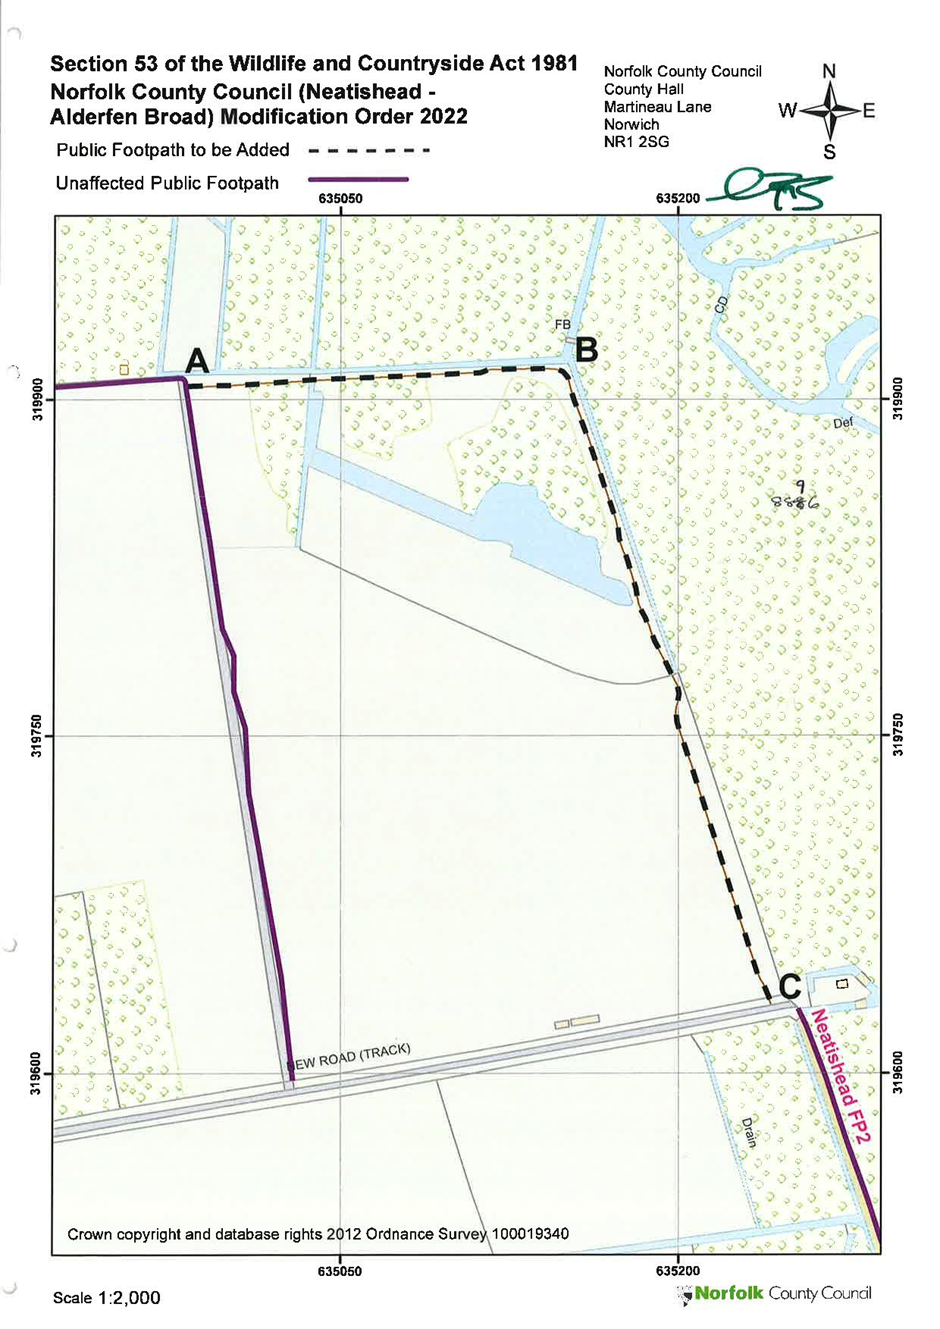 Section 53 of the Wildlife and Countryside Act 1981
Norfolk County Council (Neatishead -
Alderfen Broad) Modification Order 2022
Public Footpath to be Added
Unaffected Public Footpath
Norfolk County Council
County Hall
Martineau Lane
Norwich
NR1 2SG
N
W E
S
635050 635200
FB
CD
A
B
319900 319900
Def
9
319750 319750
C
NEW ROAD (TRACK)
Neatishead FP2
319600 319600
Drain
Crown copyright and database rights 2012 Ordnance Survey 100019340
635050 635200
Scale 1:2,000
Norfolk County Council